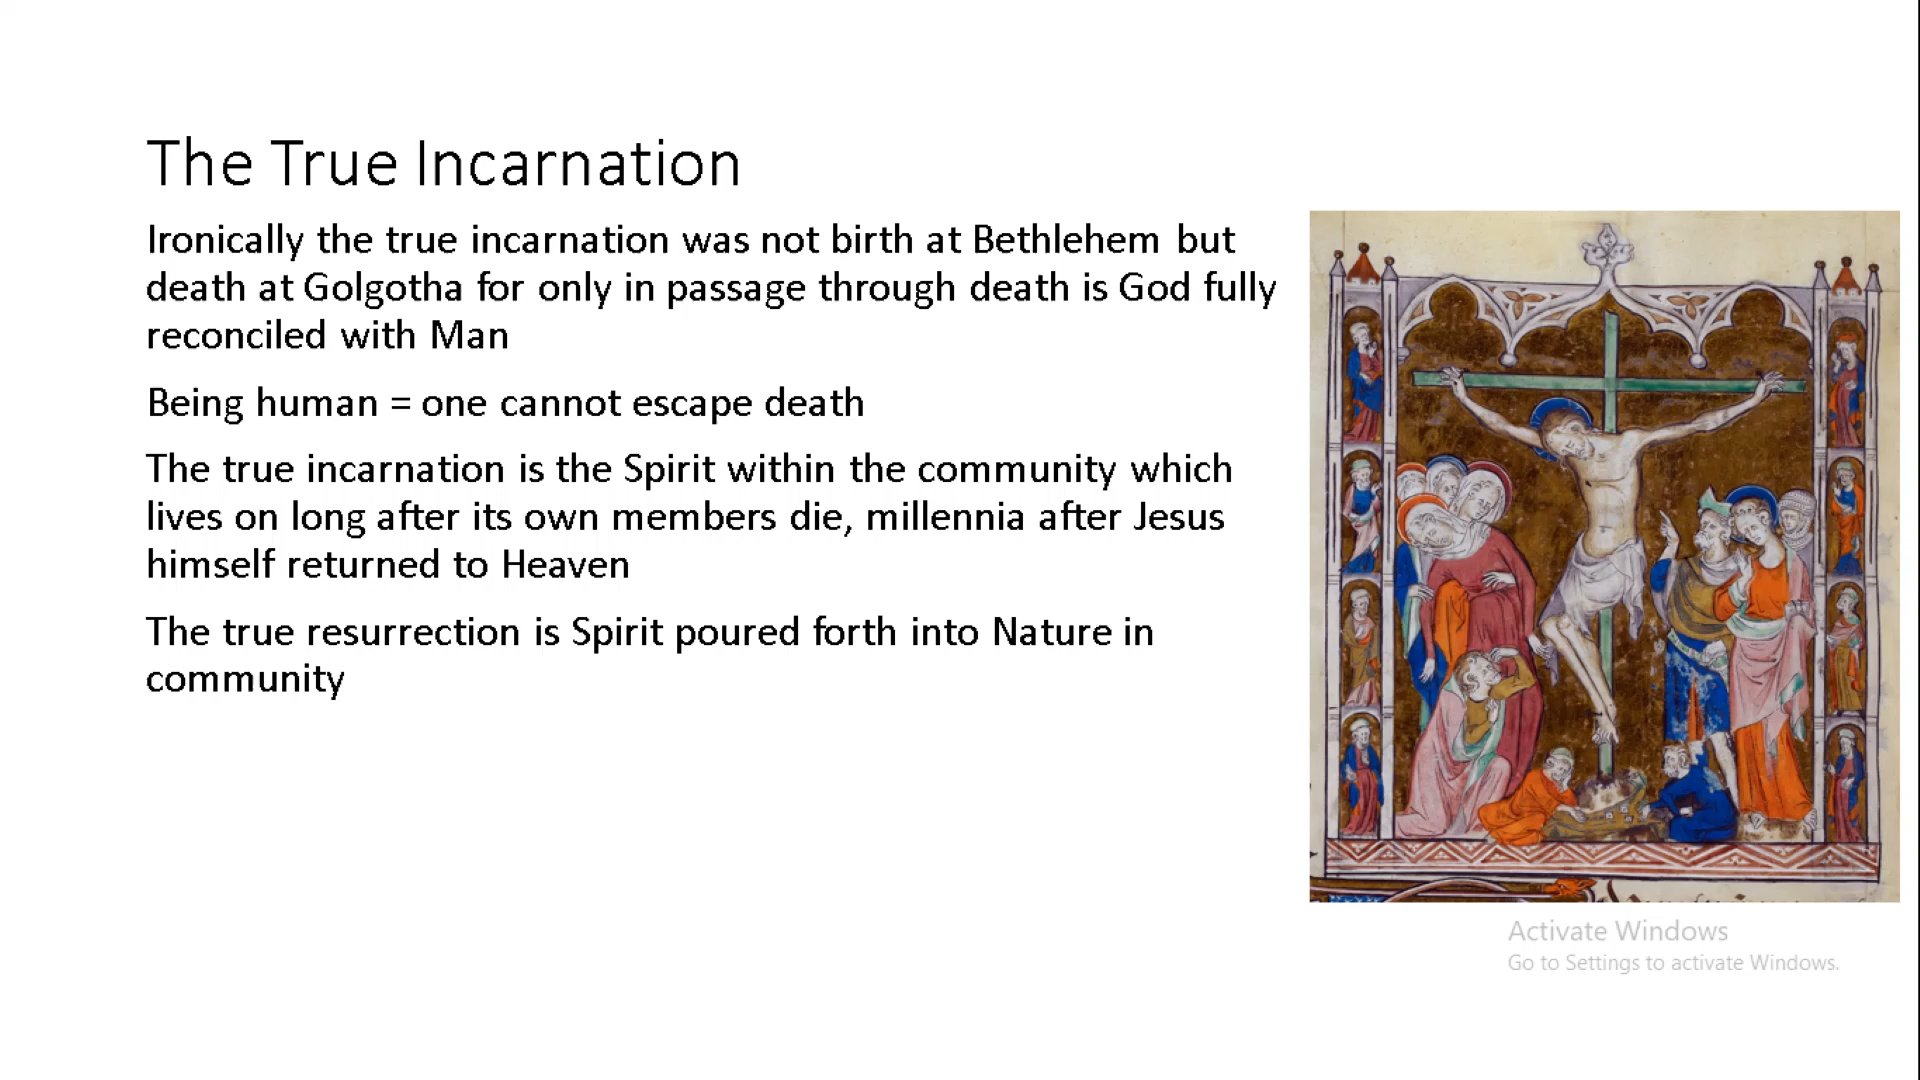 The True Incarnation
Ironically the true incarnation was not birth at Bethlehem but
death at Golgotha for only in passage through death is God fully
reconciled with Man
Being human = one cannot escape death
The true incarnation is the Spirit within the community which
lives on long after its own members die, millennia after Jesus
himself returned to Heaven
The true resurrection is Spirit poured forth into Nature in
community
Activate Windows
Go to Settings to activate Windows.